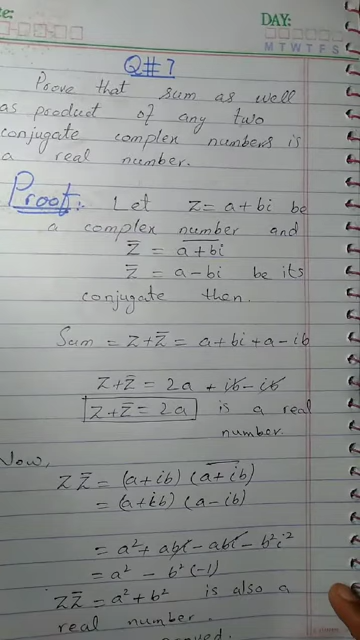 DAY:
M T W T F S
Q#7
Prove that sum as well
as product of any two
conjugate complex numbers is
a real number.
Proof:- Let z = a + bi be
a complex number and
z̅ = \overline{a+bi}
z̅ = a - bi be its
conjugate then.
Sum = z + z̅ = a + bi + a - ib
z + z̅ = 2a + ib - ib
z + z̅ = 2a is a real
number.
Now,
z z̅ = (a + ib) (\overline{a + ib})
= (a + ib) (a - ib)
= a² + abi - abi - b²i²
= a² - b²(-1)
z z̅ = a² + b² is also a
real number.